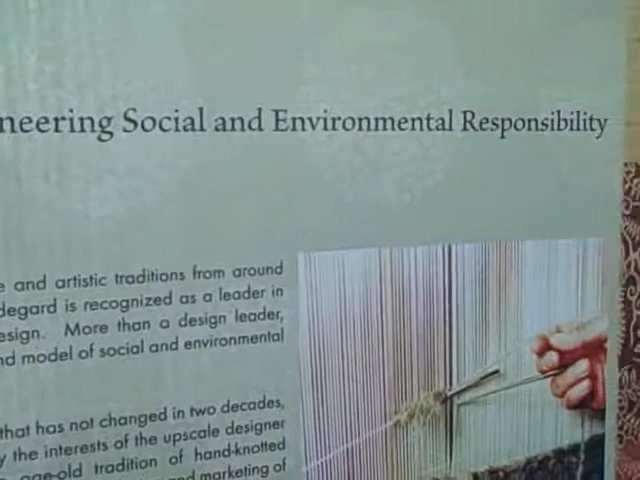 neering Social and Environmental Responsibility
e and artistic traditions from around
degard is recognized as a leader in
esign. More than a design leader,
nd model of social and environmental
that has not changed in two decades,
y the interests of the upscale designer
age-old tradition of hand-knotted
and marketing of